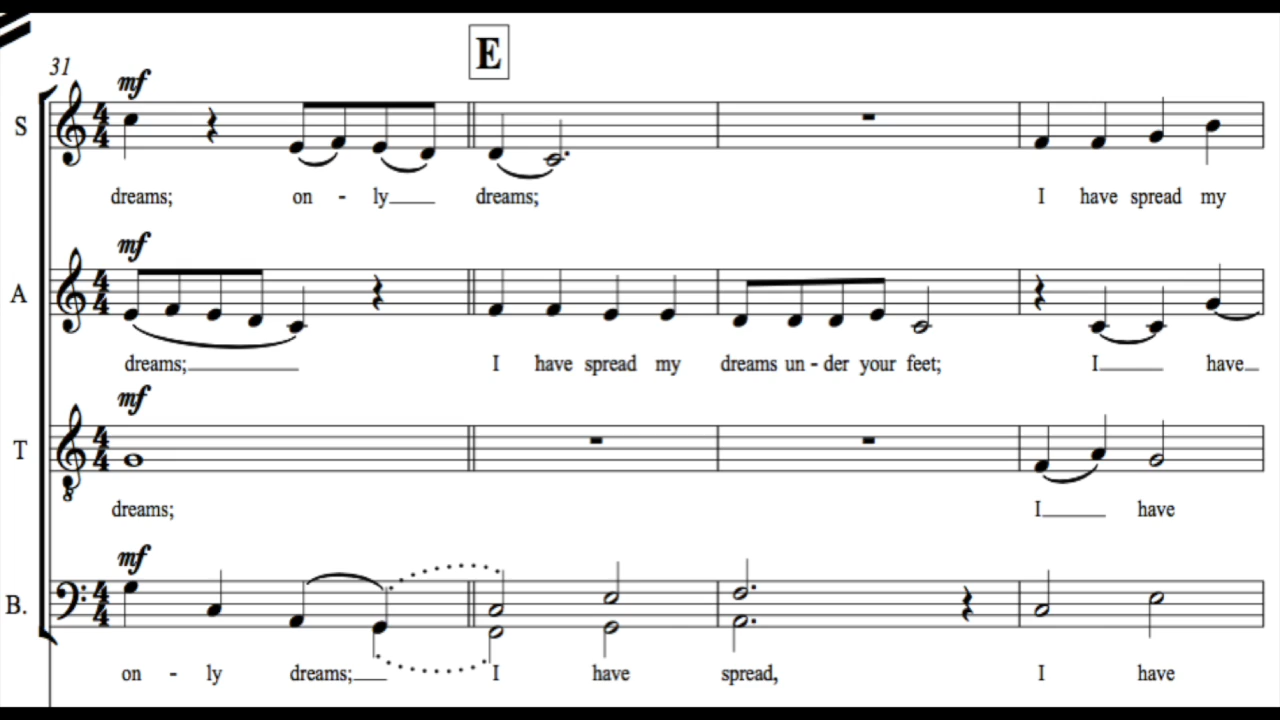 E
31
mf
S
dreams; on - ly dreams; I have spread my
mf
A
dreams; I have spread my dreams un - der your feet; I have
mf
T
8
dreams; I have
mf
B.
on - ly dreams; I have spread, I have